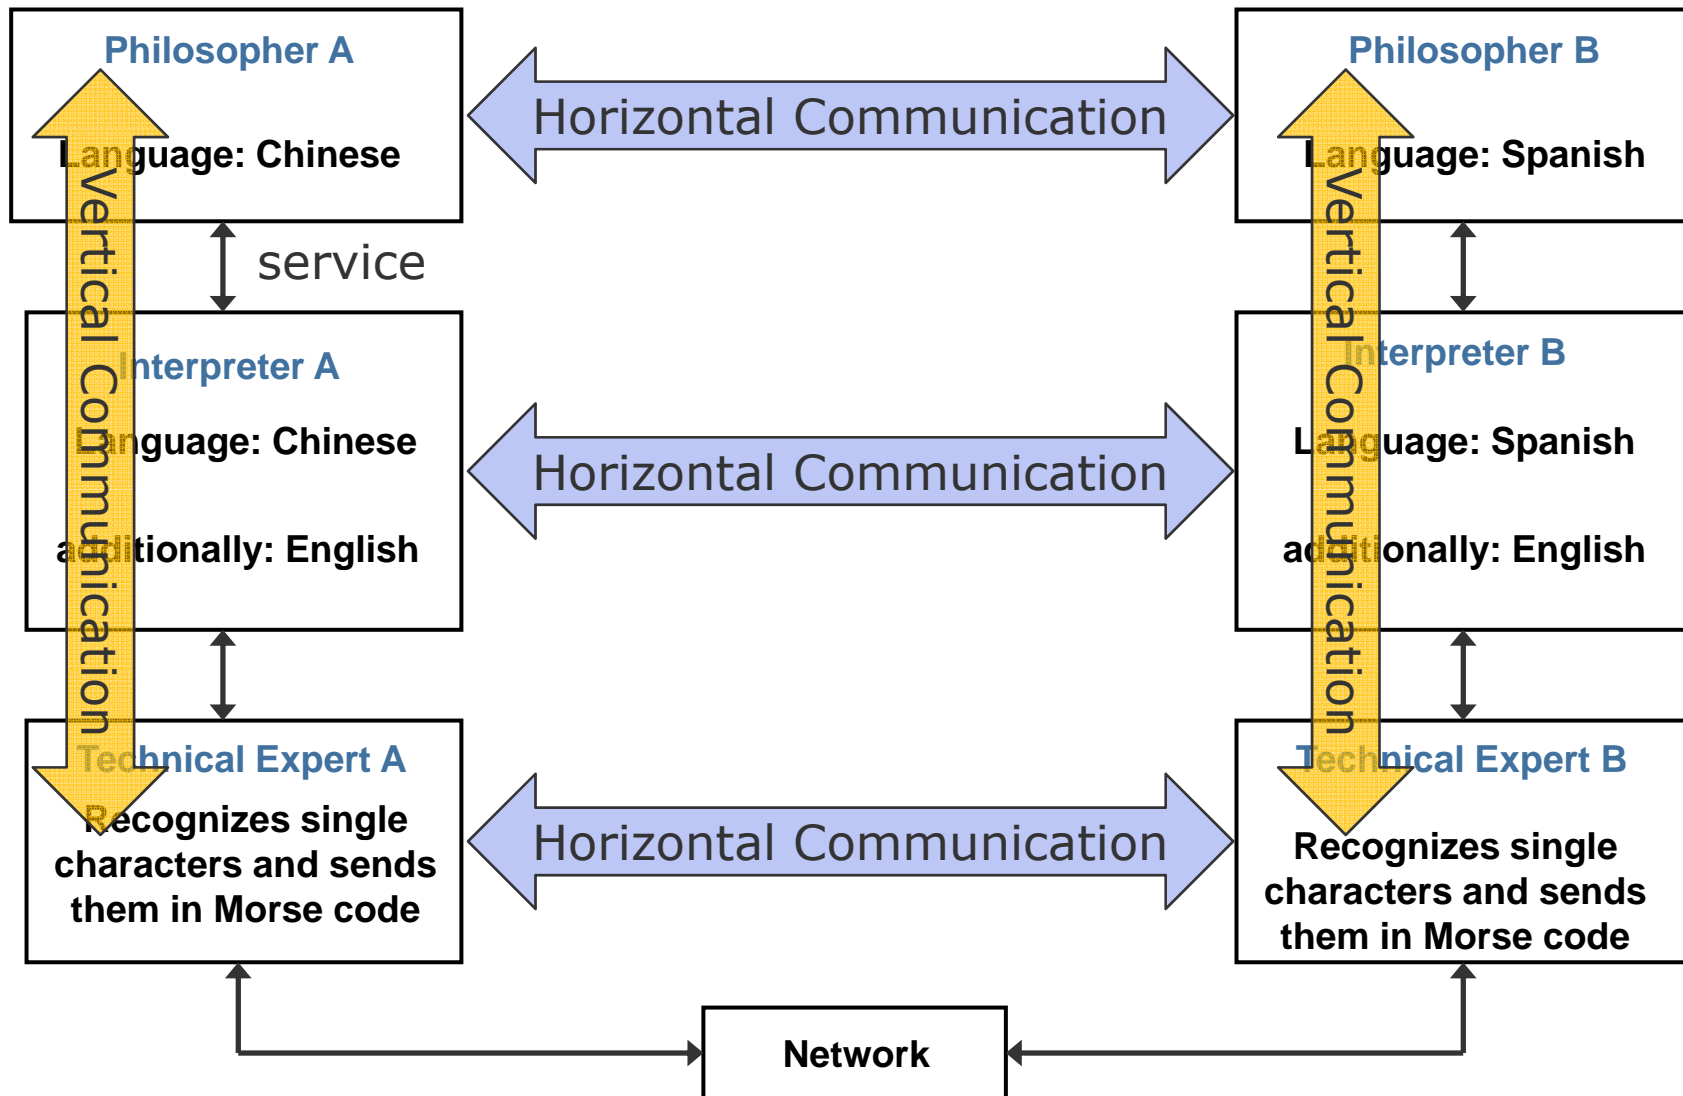 Philosopher A
Language: Chinese
Horizontal Communication
Philosopher B
Language: Spanish
Vertical Communication
service
Vertical Communication
Interpreter A
Language: Chinese
additionally: English
Horizontal Communication
Interpreter B
Language: Spanish
additionally: English
Technical Expert A
Recognizes single
characters and sends
them in Morse code
Horizontal Communication
Technical Expert B
Recognizes single
characters and sends
them in Morse code
Network